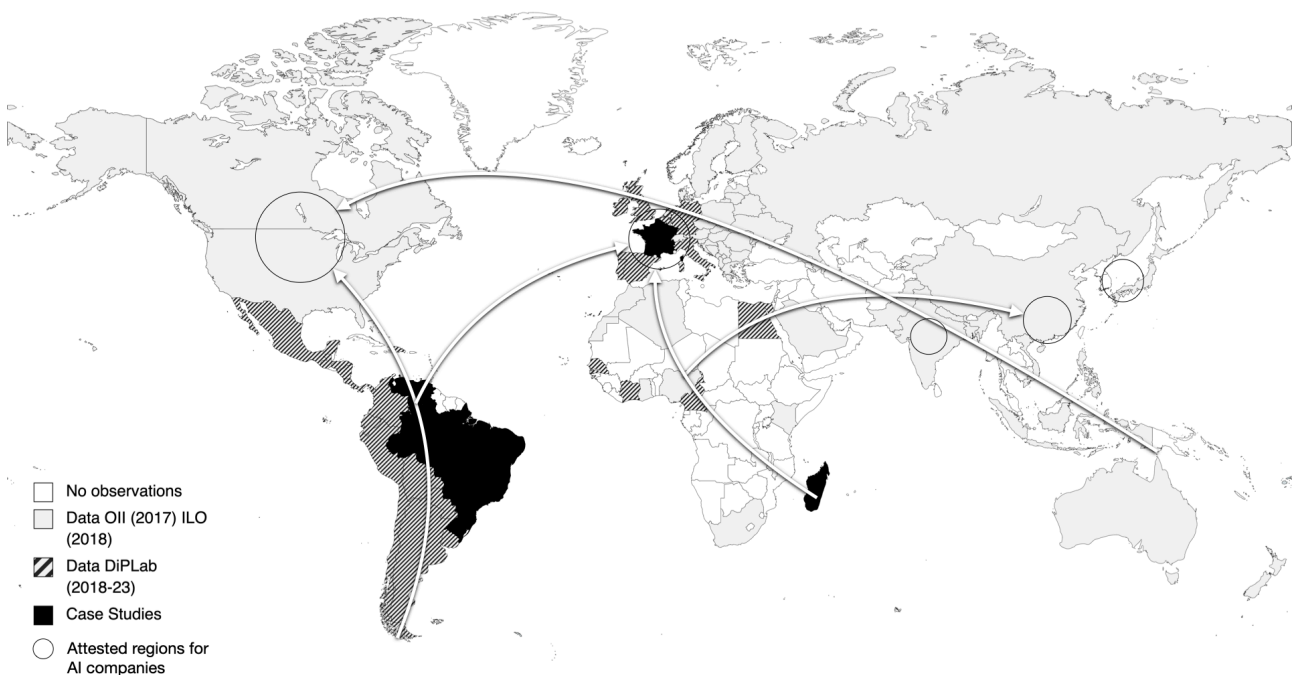 No observations
Data OII (2017) ILO
(2018)
Data DiPLab
(2018-23)
Case Studies
Attested regions for
AI companies